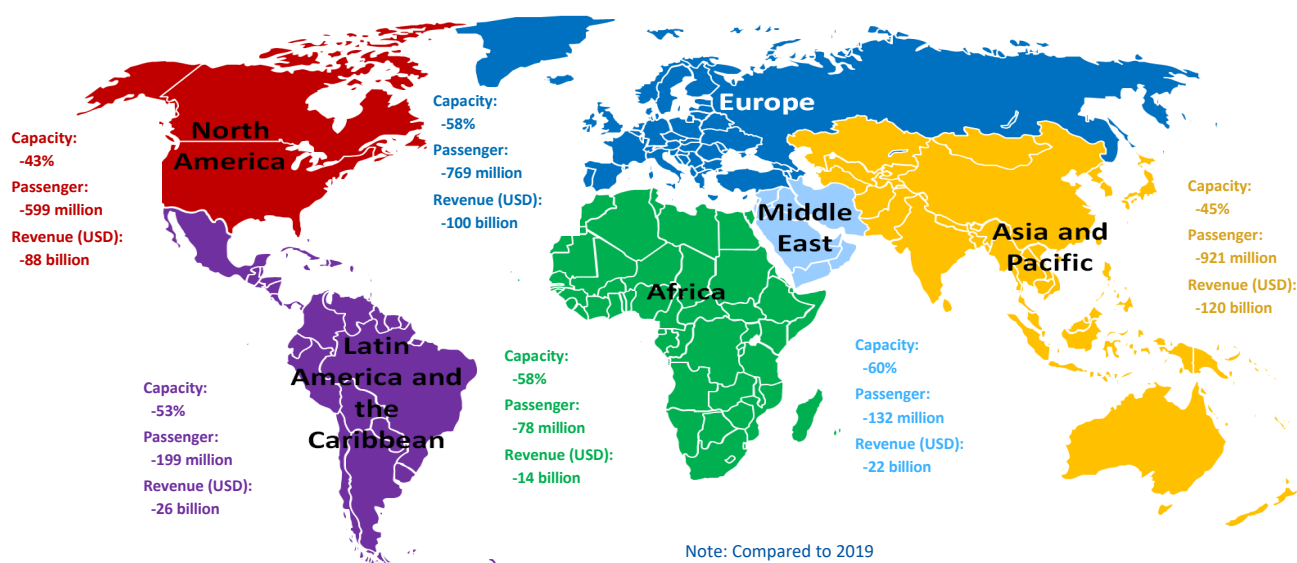 North
America
Capacity:
-43%
Passenger:
-599 million
Revenue (USD):
-88 billion
Europe
Capacity:
-58%
Passenger:
-769 million
Revenue (USD):
-100 billion
Middle
East
Capacity:
-60%
Passenger:
-132 million
Revenue (USD):
-22 billion
Asia and
Pacific
Capacity:
-45%
Passenger:
-921 million
Revenue (USD):
-120 billion
Africa
Capacity:
-58%
Passenger:
-78 million
Revenue (USD):
-14 billion
Latin
America and
the
Caribbean
Capacity:
-53%
Passenger:
-199 million
Revenue (USD):
-26 billion
Note: Compared to 2019